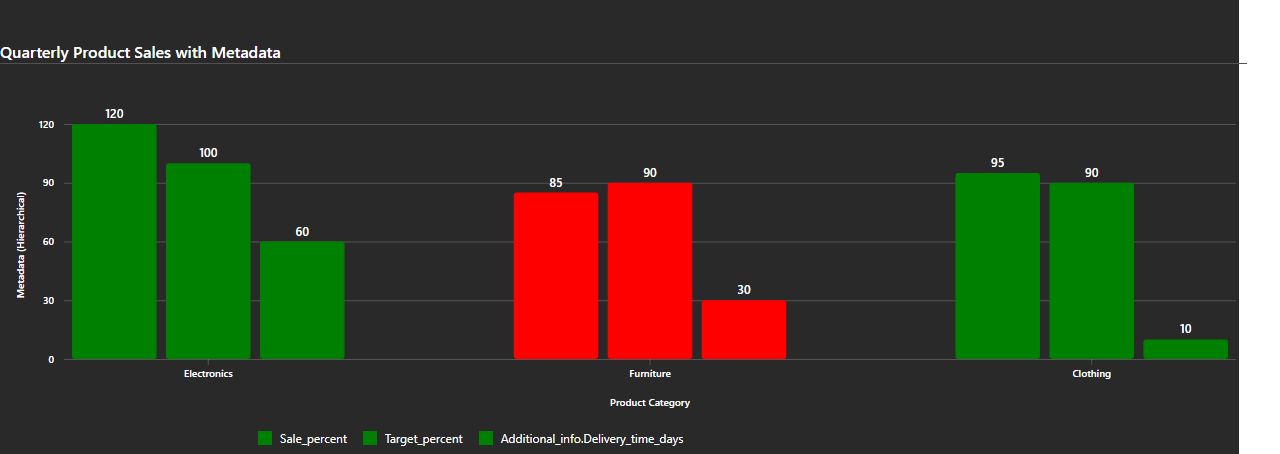 Quarterly Product Sales with Metadata
120
100
60
85
90
30
95
90
10
120
90
60
30
0
Metadata (Hierarchical)
Electronics
Furniture
Clothing
Product Category
Sale_percent
Target_percent
Additional_info.Delivery_time_days